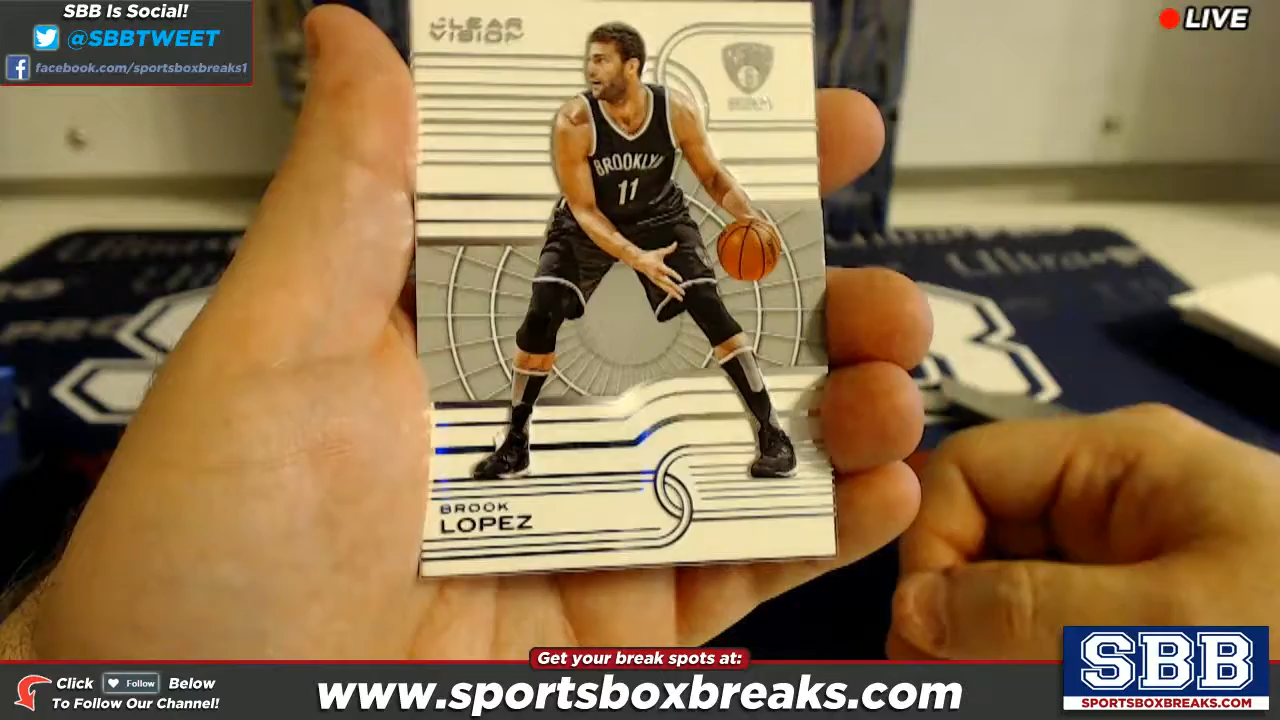 SBB Is Social!
@SBBTWEET
facebook.com/sportsboxbreaks1
LIVE
CLEAR
VISION
BROOKLYN
11
BROOK
LOPEZ
Get your break spots at:
Click Follow Below
To Follow Our Channel!
www.sportsboxbreaks.com
SBB
SPORTSBOXBREAKS.COM